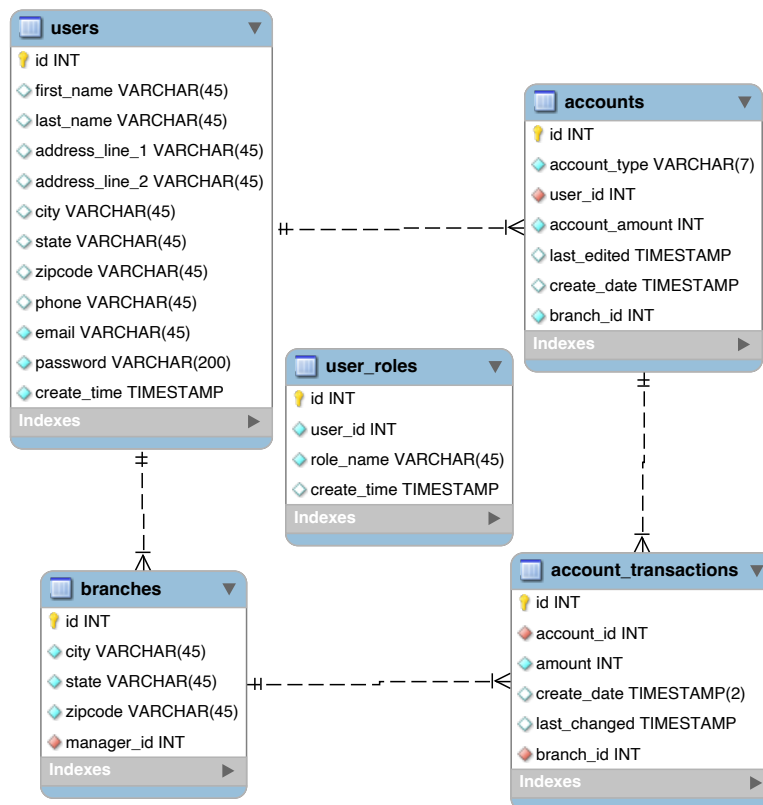 users
id INT
first_name VARCHAR(45)
last_name VARCHAR(45)
address_line_1 VARCHAR(45)
address_line_2 VARCHAR(45)
city VARCHAR(45)
state VARCHAR(45)
zipcode VARCHAR(45)
phone VARCHAR(45)
email VARCHAR(45)
password VARCHAR(200)
create_time TIMESTAMP
Indexes
accounts
id INT
account_type VARCHAR(7)
user_id INT
account_amount INT
last_edited TIMESTAMP
create_date TIMESTAMP
branch_id INT
Indexes
user_roles
id INT
user_id INT
role_name VARCHAR(45)
create_time TIMESTAMP
Indexes
branches
id INT
city VARCHAR(45)
state VARCHAR(45)
zipcode VARCHAR(45)
manager_id INT
Indexes
account_transactions
id INT
account_id INT
amount INT
create_date TIMESTAMP(2)
last_changed TIMESTAMP
branch_id INT
Indexes